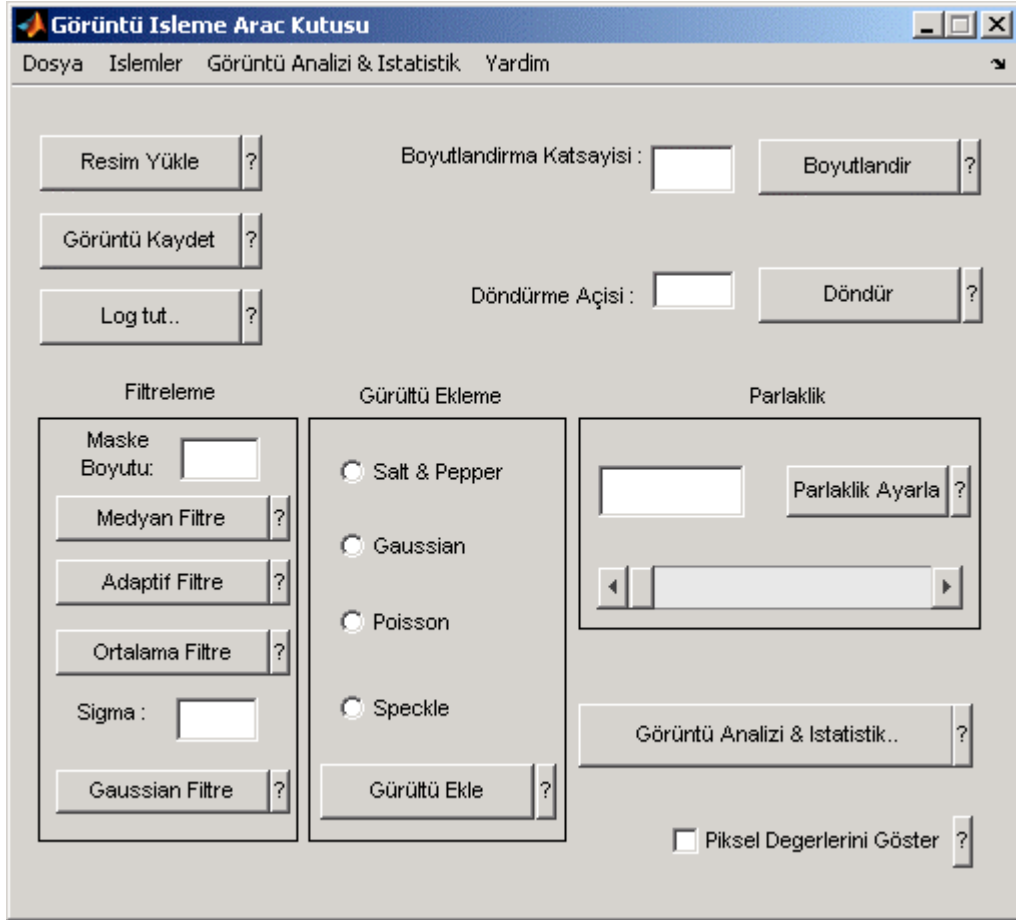 Görüntü Isleme Arac Kutusu
Dosya Islemler Görüntü Analizi & Istatistik Yardim
Resim Yükle ?
Boyutlandirma Katsayisi : Boyutlandir ?
Görüntü Kaydet ?
Döndürme Açisi : Döndür ?
Log tut.. ?
Filtreleme
Maske
Boyutu:
Medyan Filtre ?
Adaptif Filtre ?
Ortalama Filtre ?
Sigma :
Gaussian Filtre ?
Gürültü Ekleme
Salt & Pepper
Gaussian
Poisson
Speckle
Gürültü Ekle ?
Parlaklik
Parlaklik Ayarla ?
Görüntü Analizi & Istatistik.. ?
Piksel Degerlerini Göster ?